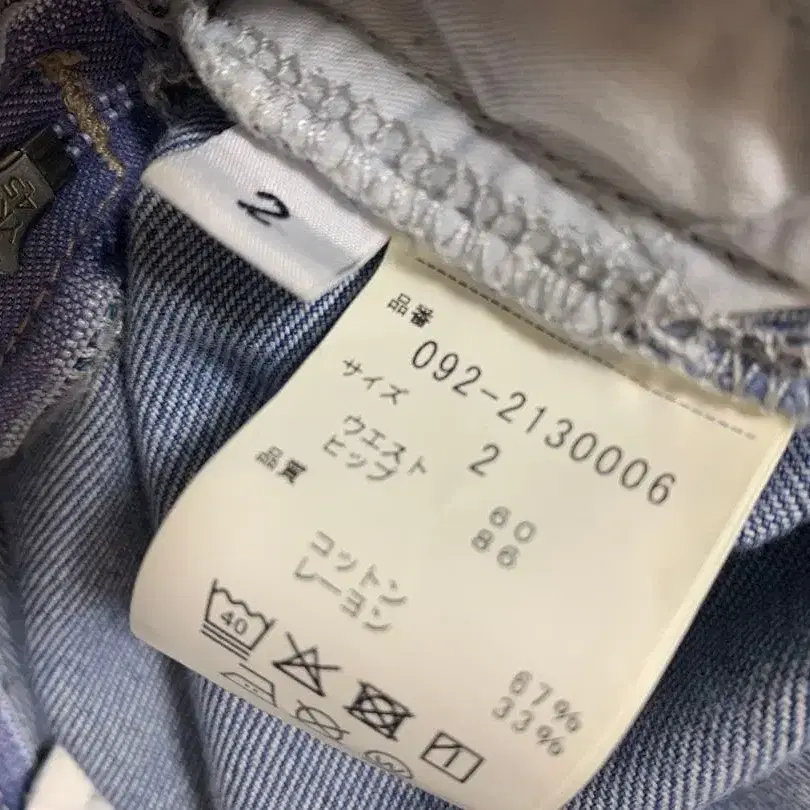 2
品番
092-2130006
サイズ 2
ウエスト 60
ヒップ 86
品質
コットン 67%
レーヨン 33%
40